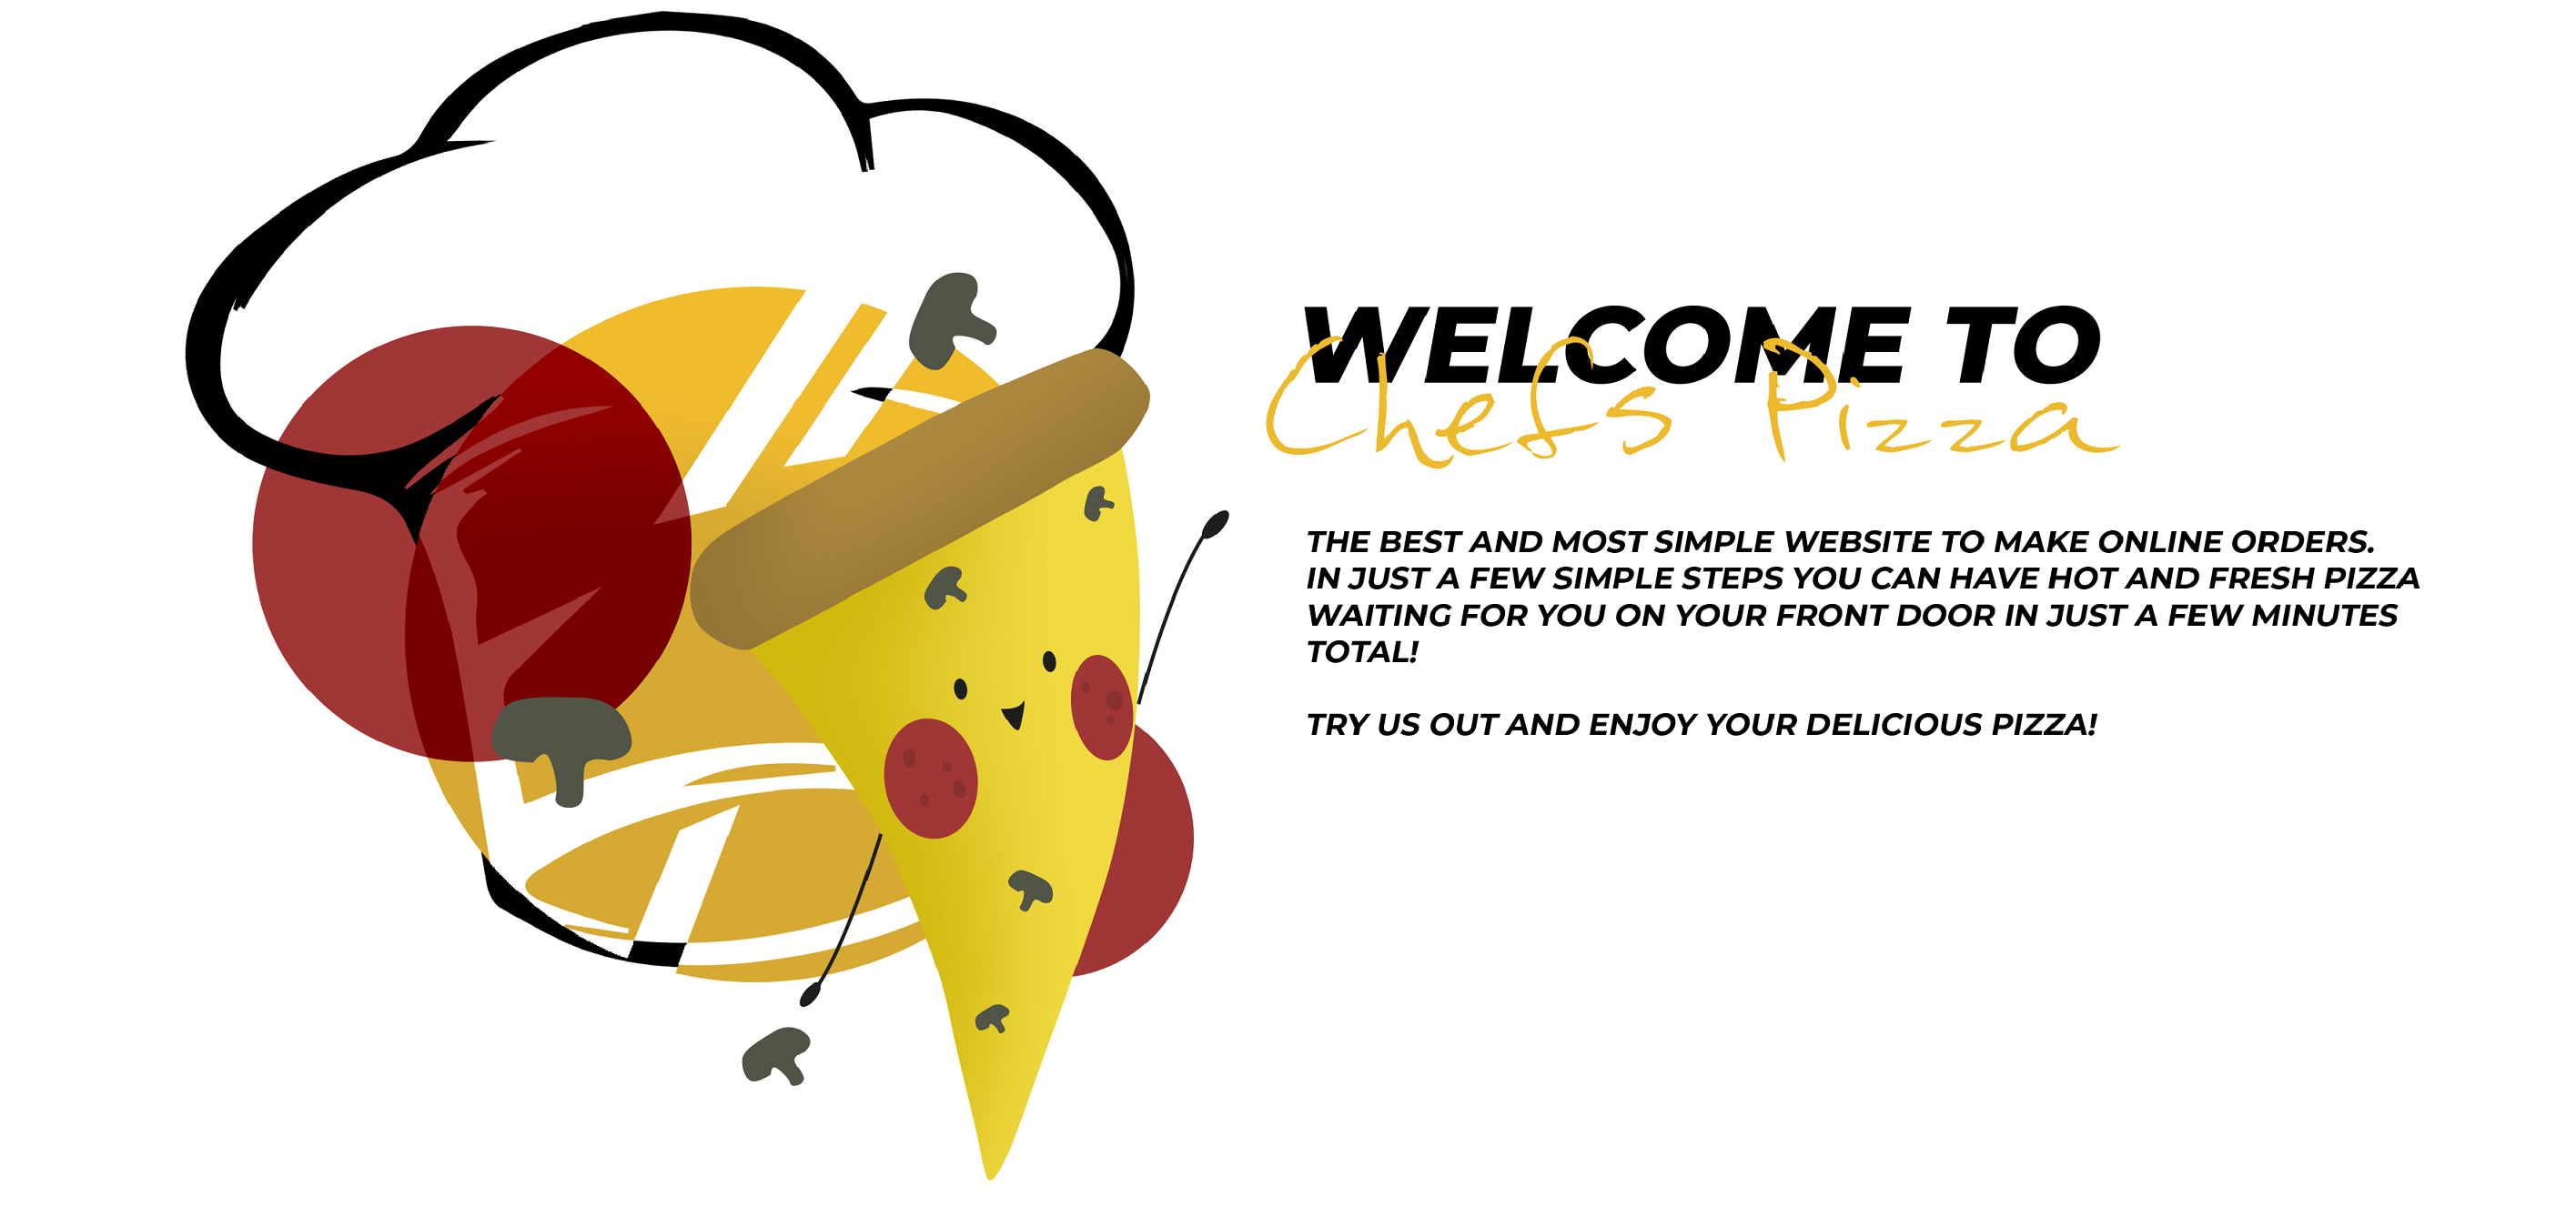 WELCOME TO
Chefs Pizza
THE BEST AND MOST SIMPLE WEBSITE TO MAKE ONLINE ORDERS.
IN JUST A FEW SIMPLE STEPS YOU CAN HAVE HOT AND FRESH PIZZA
WAITING FOR YOU ON YOUR FRONT DOOR IN JUST A FEW MINUTES
TOTAL!
TRY US OUT AND ENJOY YOUR DELICIOUS PIZZA!